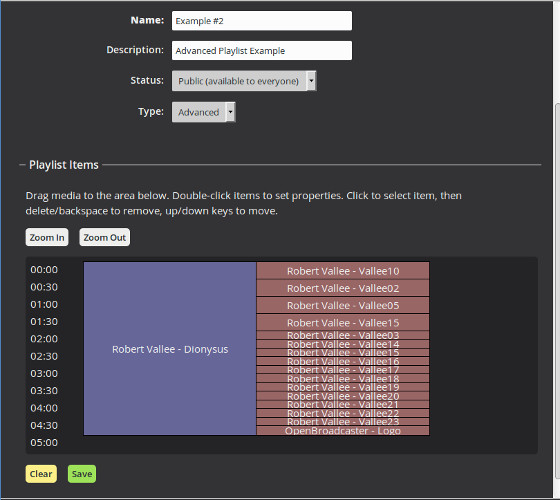 Name: Example #2
Description: Advanced Playlist Example
Status: Public (available to everyone)
Type: Advanced
Playlist Items
Drag media to the area below. Double-click items to set properties. Click to select item, then
delete/backspace to remove, up/down keys to move.
Zoom In Zoom Out
00:00
00:30
01:00
01:30
02:00
02:30
03:00
03:30
04:00
04:30
05:00
Robert Vallee - Dionysus
Robert Vallee - Vallee10
Robert Vallee - Vallee02
Robert Vallee - Vallee05
Robert Vallee - Vallee15
Robert Vallee - Vallee03
Robert Vallee - Vallee14
Robert Vallee - Vallee15
Robert Vallee - Vallee16
Robert Vallee - Vallee17
Robert Vallee - Vallee18
Robert Vallee - Vallee19
Robert Vallee - Vallee20
Robert Vallee - Vallee21
Robert Vallee - Vallee22
Robert Vallee - Vallee23
OpenBroadcaster - Logo
Clear Save